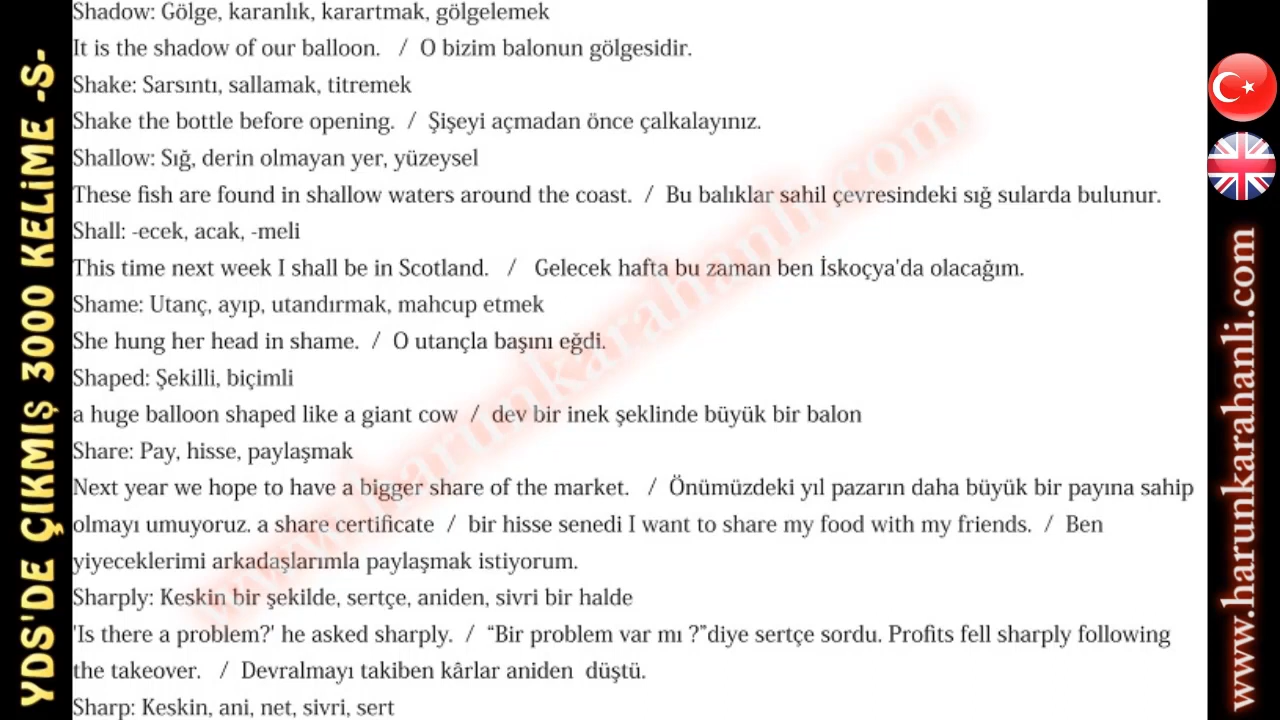 YDS'DE ÇIKMIŞ 3000 KELİME -S-
Shadow: Gölge, karanlık, karartmak, gölgelemek
It is the shadow of our balloon. / O bizim balonun gölgesidir.
Shake: Sarsıntı, sallamak, titremek
Shake the bottle before opening. / Şişeyi açmadan önce çalkalayınız.
Shallow: Sığ, derin olmayan yer, yüzeysel
These fish are found in shallow waters around the coast. / Bu balıklar sahil çevresindeki sığ sularda bulunur.
Shall: -ecek, acak, -meli
This time next week I shall be in Scotland. / Gelecek hafta bu zaman ben İskoçya'da olacağım.
Shame: Utanç, ayıp, utandırmak, mahcup etmek
She hung her head in shame. / O utançla başını eğdi.
Shaped: Şekilli, biçimli
a huge balloon shaped like a giant cow / dev bir inek şeklinde büyük bir balon
Share: Pay, hisse, paylaşmak
Next year we hope to have a bigger share of the market. / Önümüzdeki yıl pazarın daha büyük bir payına sahip
olmayı umuyoruz. a share certificate / bir hisse senedi I want to share my food with my friends. / Ben
yiyeceklerimi arkadaşlarımla paylaşmak istiyorum.
Sharply: Keskin bir şekilde, sertçe, aniden, sivri bir halde
'Is there a problem?' he asked sharply. / “Bir problem var mı ?”diye sertçe sordu. Profits fell sharply following
the takeover. / Devralmayı takiben kârlar aniden düştü.
Sharp: Keskin, ani, net, sivri, sert
www.harunkarahanli.com
www.harunkarahanli.com